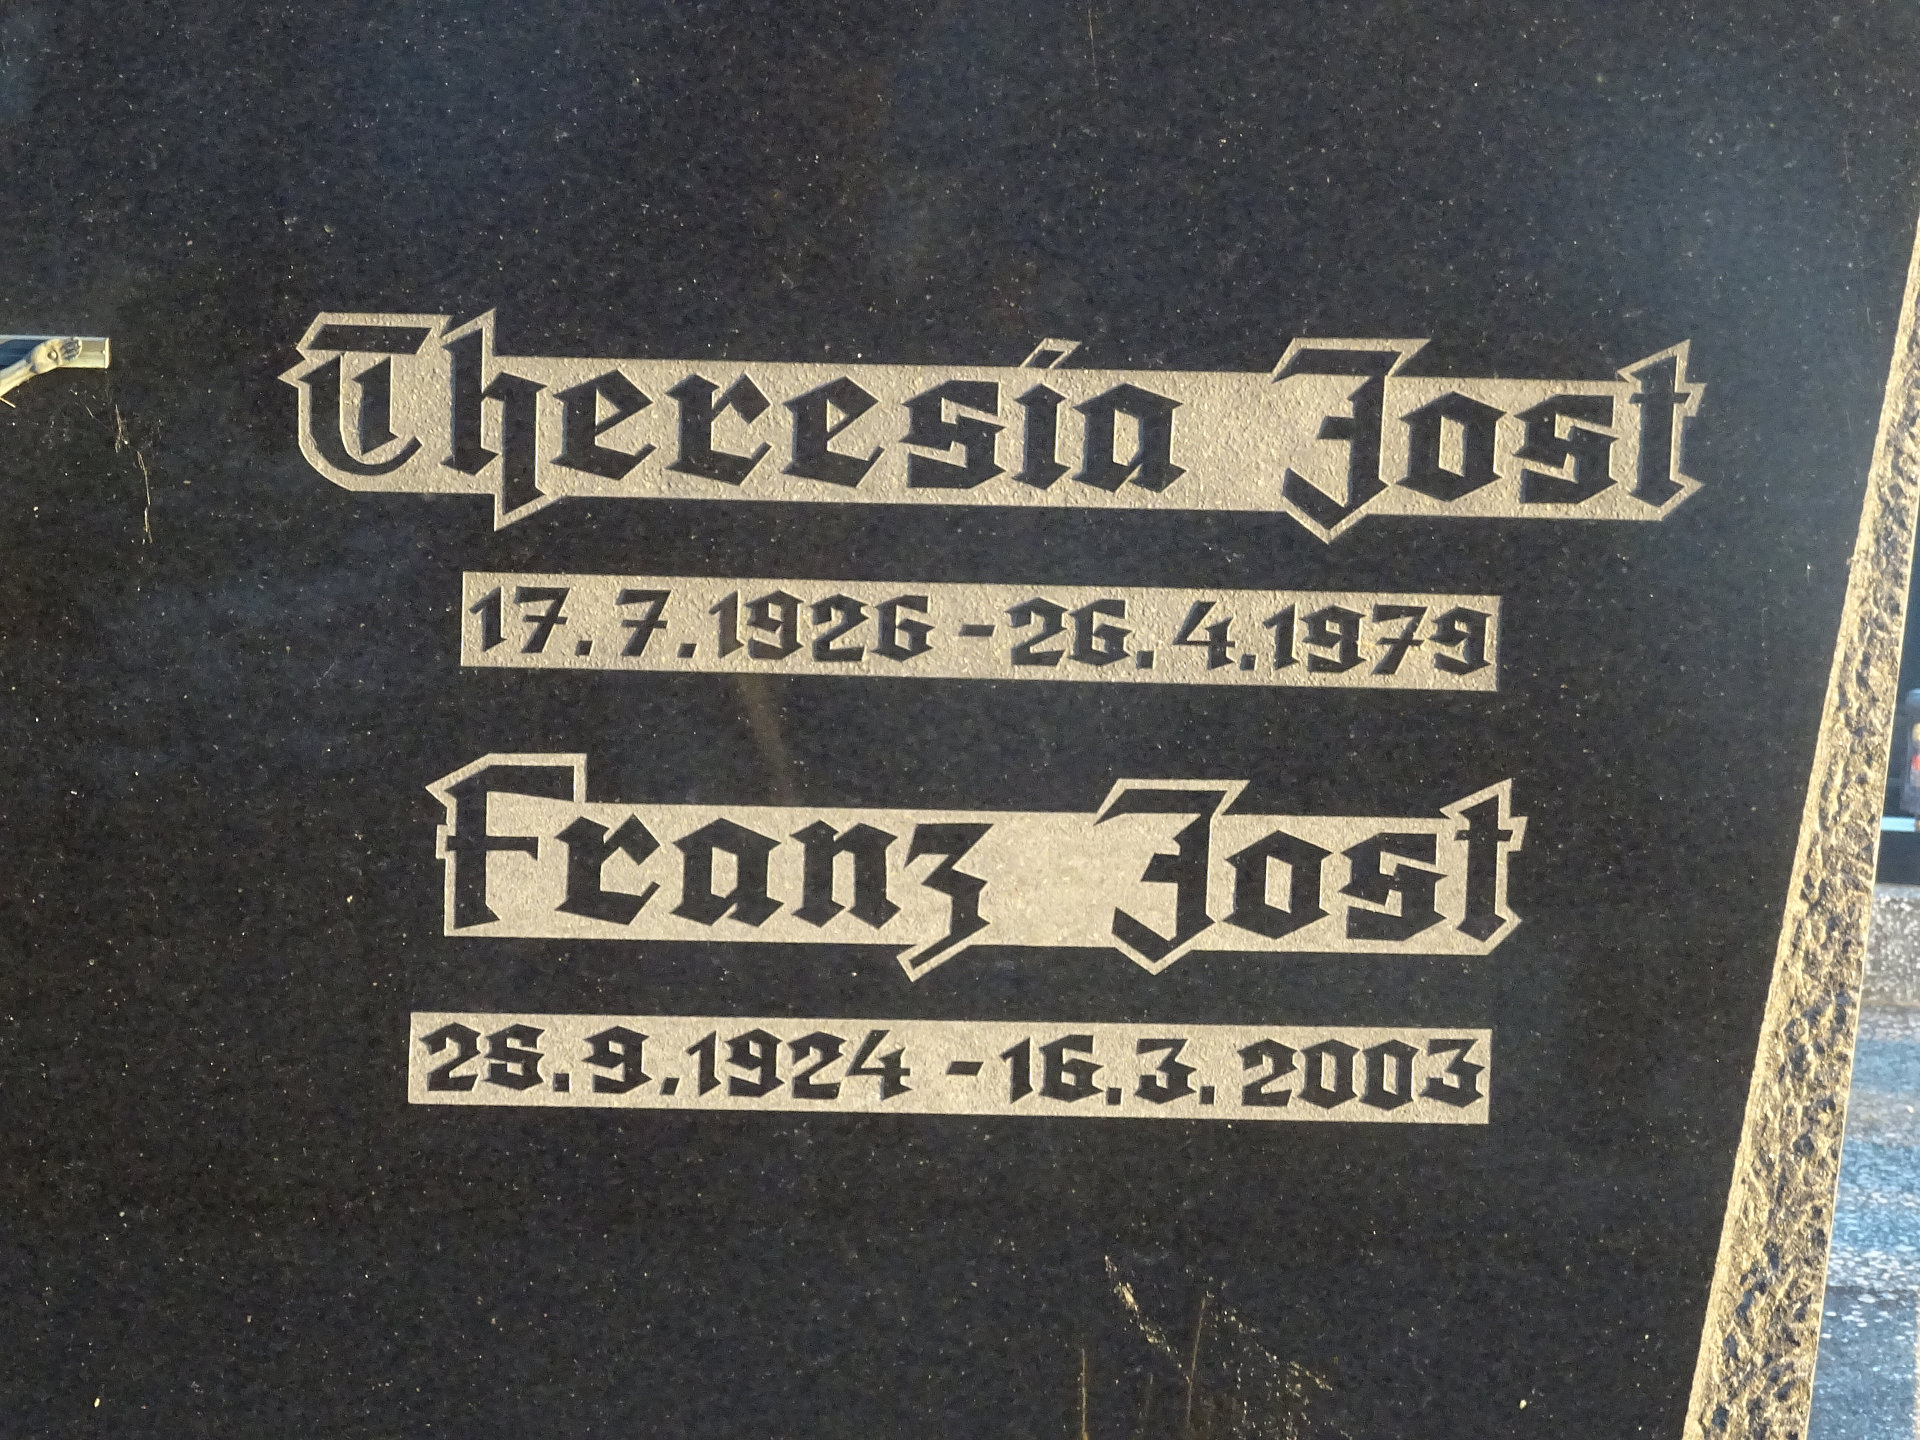 Theresia Jost
17.7.1926 - 26.4.1979
Franz Jost
25.9.1924 - 16.3.2003